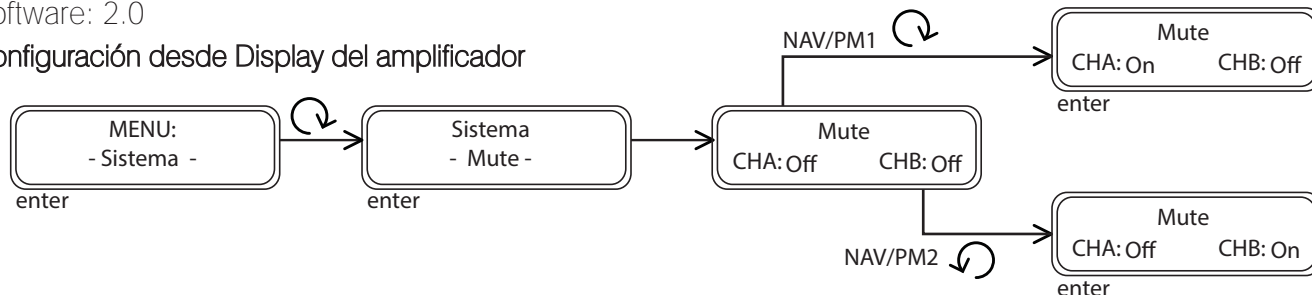 oftware: 2.0
onfiguración desde Display del amplificador
MENU:
- Sistema -
enter
Sistema
- Mute -
enter
Mute
CHA: Off CHB: Off
NAV/PM1
Mute
CHA: On CHB: Off
enter
NAV/PM2
Mute
CHA: Off CHB: On
enter